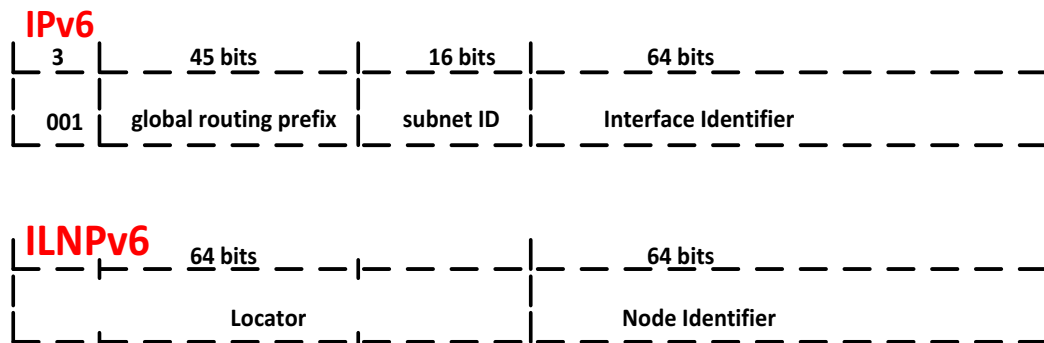 IPv6
3 45 bits 16 bits 64 bits
001 global routing prefix subnet ID Interface Identifier
ILNPv6
64 bits 64 bits
Locator Node Identifier